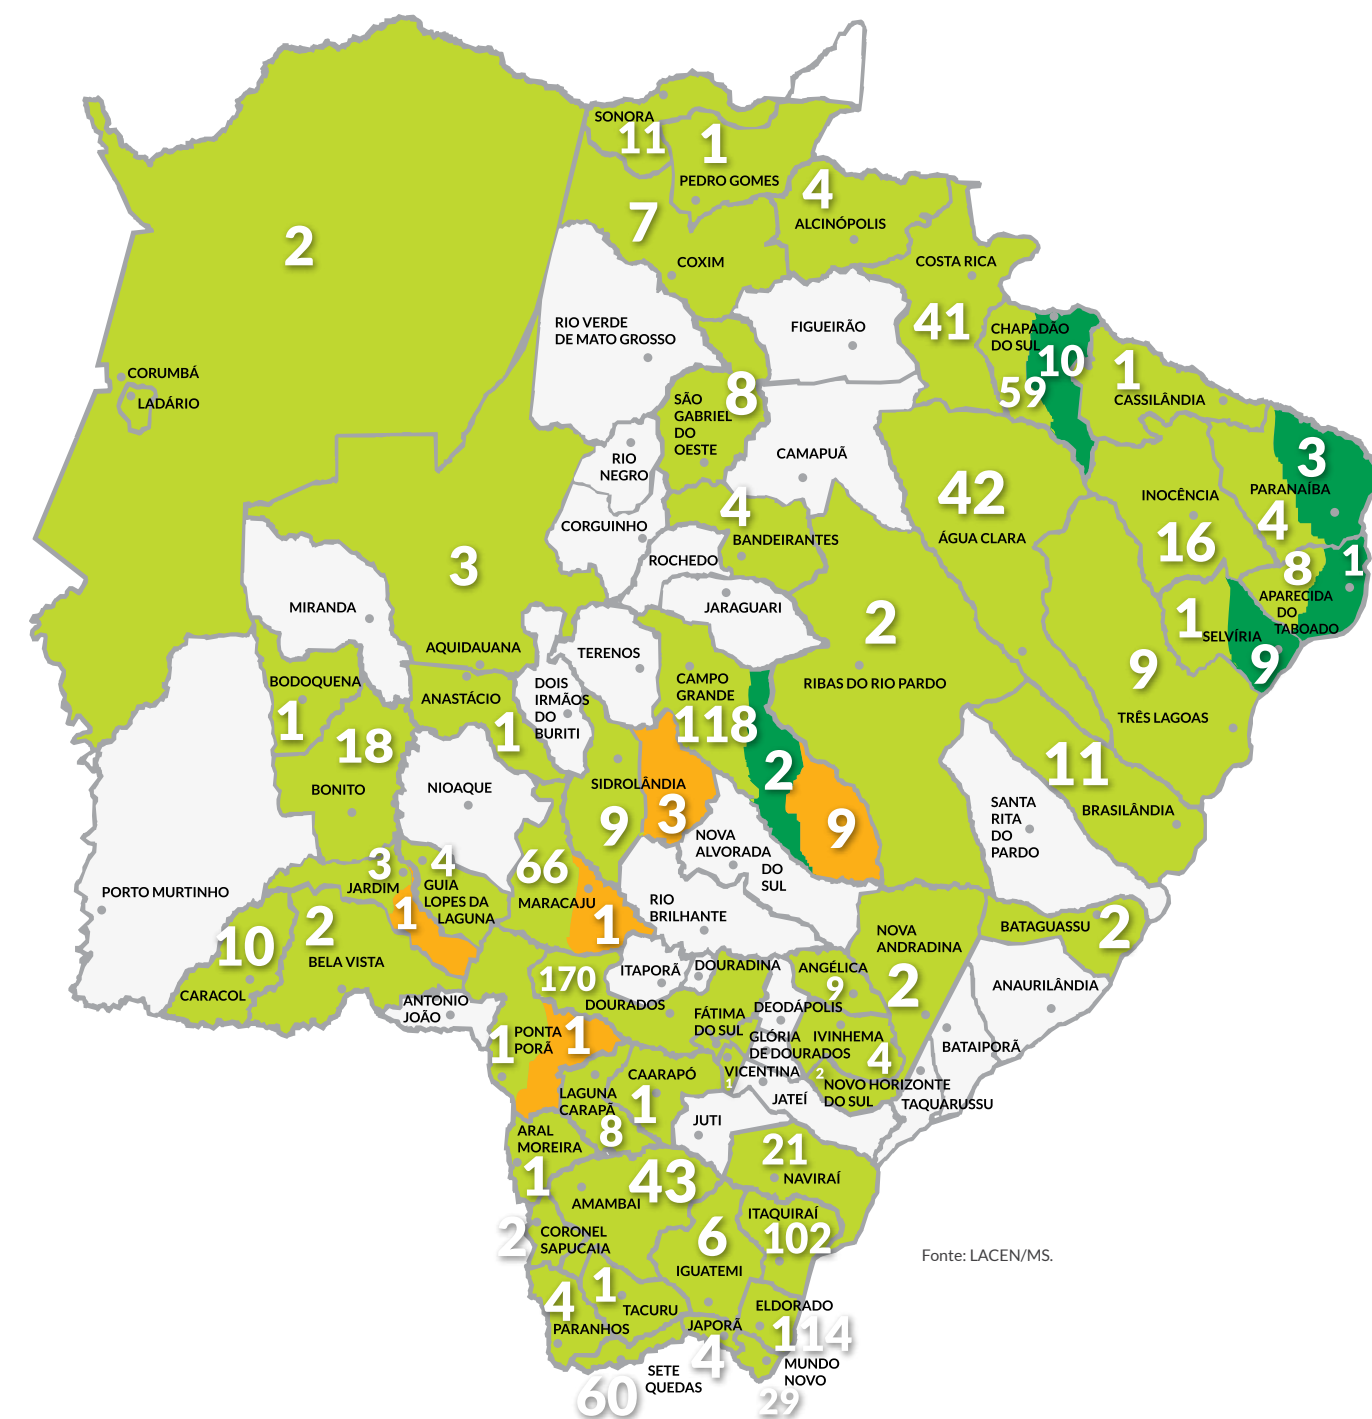 SONORA
11
1
PEDRO GOMES
4
ALCINÓPOLIS
7
COXIM
2
COSTA RICA
41
RIO VERDE
DE MATO GROSSO
FIGUEIRÃO
CHAPADÃO
DO SUL
10
59
1
CASSILÂNDIA
CORUMBÁ
LADÁRIO
8
SÃO
GABRIEL
DO
OESTE
CAMAPUÃ
RIO
NEGRO
3
PARANAÍBA
4
42
ÁGUA CLARA
INOCÊNCIA
16
4
BANDEIRANTES
CORGUINHO
ROCHEDO
3
AQUIDAUANA
8
1
APARECIDA
DO
TABOADO
MIRANDA
JARAGUARI
2
RIBAS DO RIO PARDO
1
SELVÍRIA
9
TERENOS
9
TRÊS LAGOAS
BODOQUENA
1
ANASTÁCIO
1
DOIS
IRMÃOS
DO
BURITI
CAMPO
GRANDE
118
2
9
18
BONITO
NIOAQUE
SIDROLÂNDIA
9
3
11
BRASILÂNDIA
SANTA
RITA
DO
PARDO
NOVA
ALVORADA
DO
SUL
3
JARDIM
1
4
GUIA
LOPES DA
LAGUNA
66
MARACAJU
1
RIO
BRILHANTE
PORTO MURTINHO
10
CARACOL
2
BELA VISTA
NOVA
ANDRADINA
2
BATAGUASSU
2
170
DOURADOS
1
ITAPORÃ
DOURADINA
ANGÉLICA
9
ANAURILÂNDIA
ANTONIO
JOÃO
DEODÁPOLIS
FÁTIMA
DO SUL
1
PONTA
PORÃ
GLÓRIA
DE DOURADOS
IVINHEMA
4
BATAIPORÃ
VICENTINA
1
2
NOVO HORIZONTE
DO SUL
CAARAPÓ
1
LAGUNA
CARAPÃ
8
JATEÍ
TAQUARUSSU
JUTI
ARAL
MOREIRA
1
21
NAVIRAÍ
43
AMAMBAI
ITAQUIRAÍ
102
2
CORONEL
SAPUCAIA
6
IGUATEMI
Fonte: LACEN/MS.
1
TACURU
4
PARANHOS
ELDORADO
114
JAPORÃ
4
SETE
QUEDAS
60
MUNDO
NOVO
29